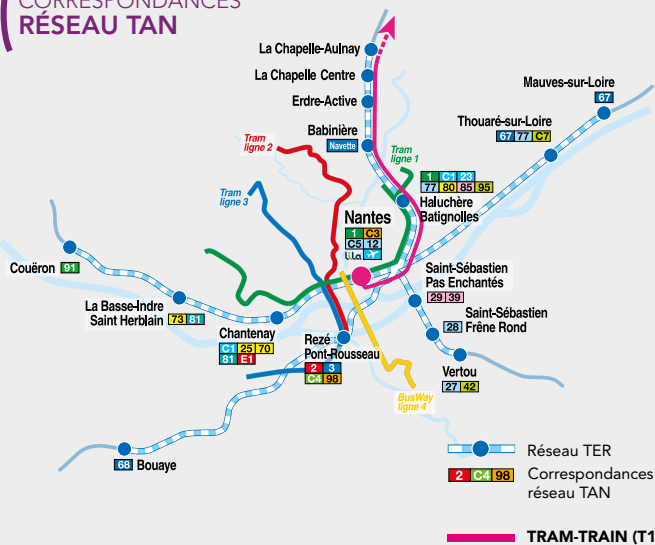 CORRESPONDANCES
RÉSEAU TAN
La Chapelle-Aulnay
La Chapelle Centre
Erdre-Active
Babinière
Navette
Mauves-sur-Loire
67
Thouaré-sur-Loire
67 77 C7
Tram
ligne 2
Tram
ligne 1
Tram
ligne 3
1 C1 23
77 80 85 95
Haluchère
Batignolles
Nantes
1 C3
C5 12
Lila
Couëron 91
La Basse-Indre
Saint Herblain 73 81
Chantenay
C1 25 70
81 E1
Rezé
Pont-Rousseau
2 3
C4 98
Saint-Sébastien
Pas Enchantés
29 39
Saint-Sébastien
28 Frêne Rond
Vertou
27 42
BusWay
ligne 4
68 Bouaye
Réseau TER
2 C4 98 Correspondances
réseau TAN
TRAM-TRAIN (T1